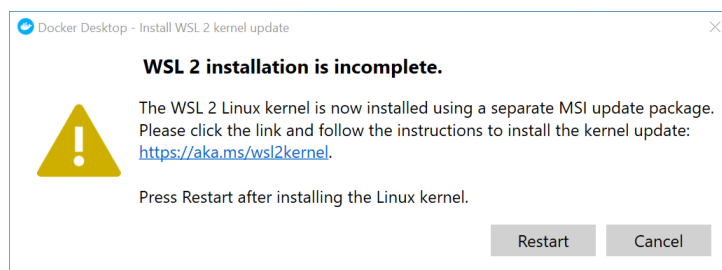 Docker Desktop - Install WSL 2 kernel update
WSL 2 installation is incomplete.
The WSL 2 Linux kernel is now installed using a separate MSI update package.
Please click the link and follow the instructions to install the kernel update:
https://aka.ms/wsl2kernel.
Press Restart after installing the Linux kernel.
Restart Cancel